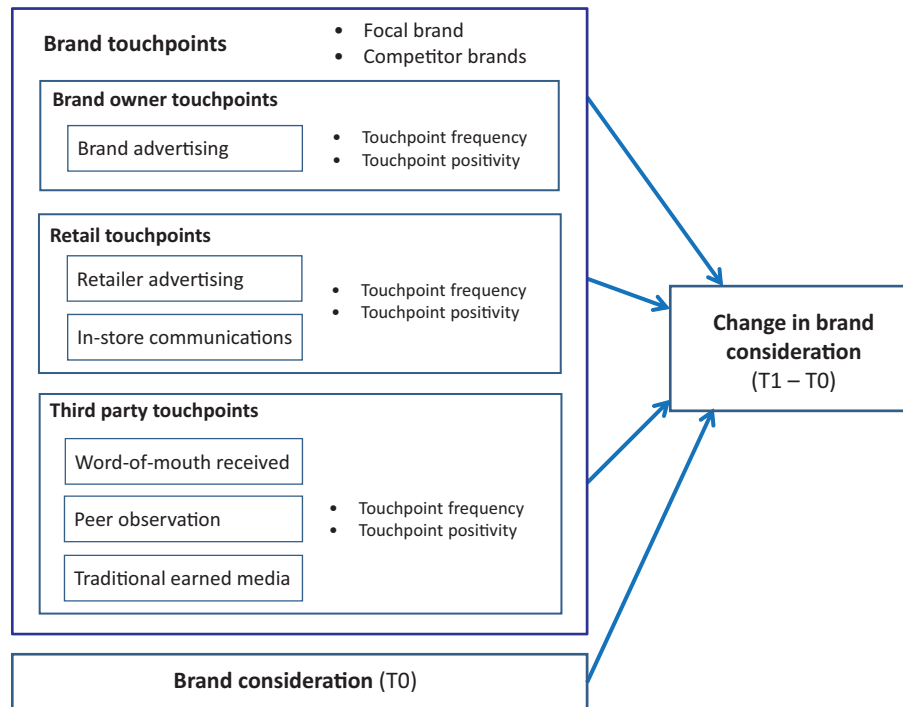 Brand touchpoints
• Focal brand
• Competitor brands
Brand owner touchpoints
Brand advertising
• Touchpoint frequency
• Touchpoint positivity
Retail touchpoints
Retailer advertising
In-store communications
• Touchpoint frequency
• Touchpoint positivity
Third party touchpoints
Word-of-mouth received
Peer observation
Traditional earned media
• Touchpoint frequency
• Touchpoint positivity
Brand consideration (T0)
Change in brand
consideration
(T1 – T0)